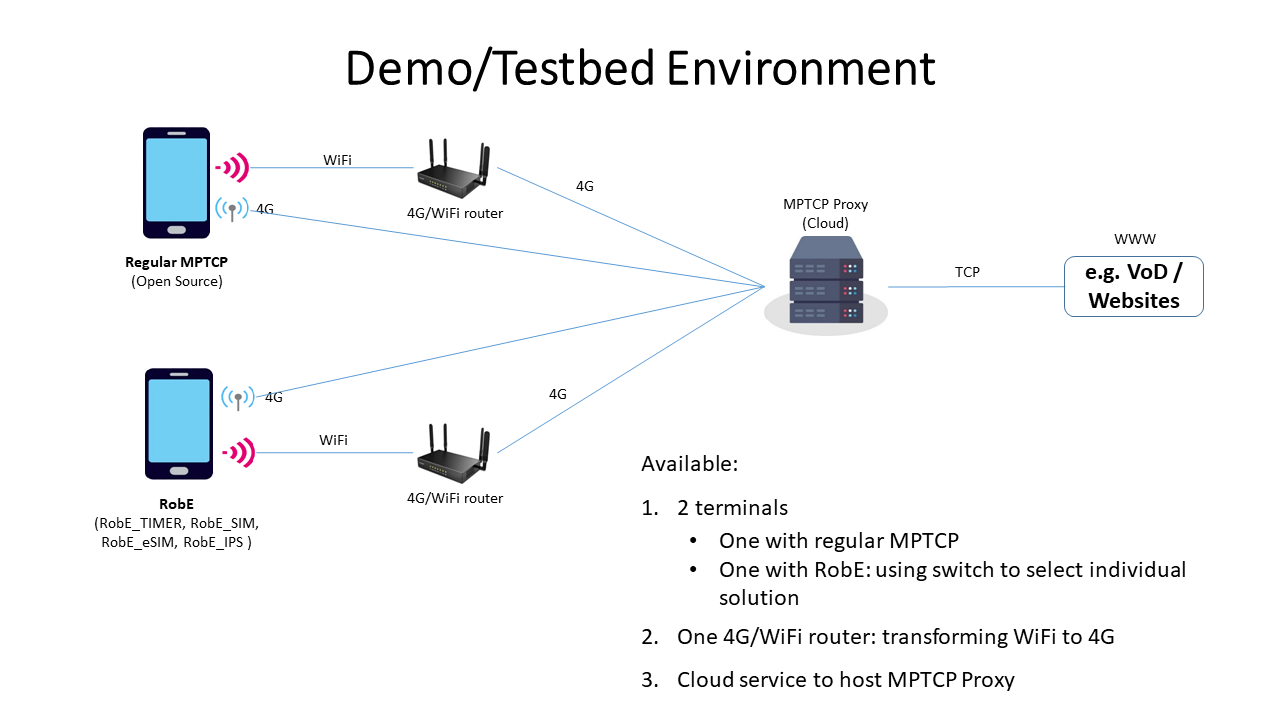 Demo/Testbed Environment
WiFi
4G/WiFi router
4G
4G
Regular MPTCP
(Open Source)
MPTCP Proxy
(Cloud)
TCP
WWW
e.g. VoD /
Websites
4G
WiFi
4G/WiFi router
4G
RobE
(RobE_TIMER, RobE_SIM,
RobE_eSIM, RobE_IPS )
Available:
1. 2 terminals
• One with regular MPTCP
• One with RobE: using switch to select individual
solution
2. One 4G/WiFi router: transforming WiFi to 4G
3. Cloud service to host MPTCP Proxy